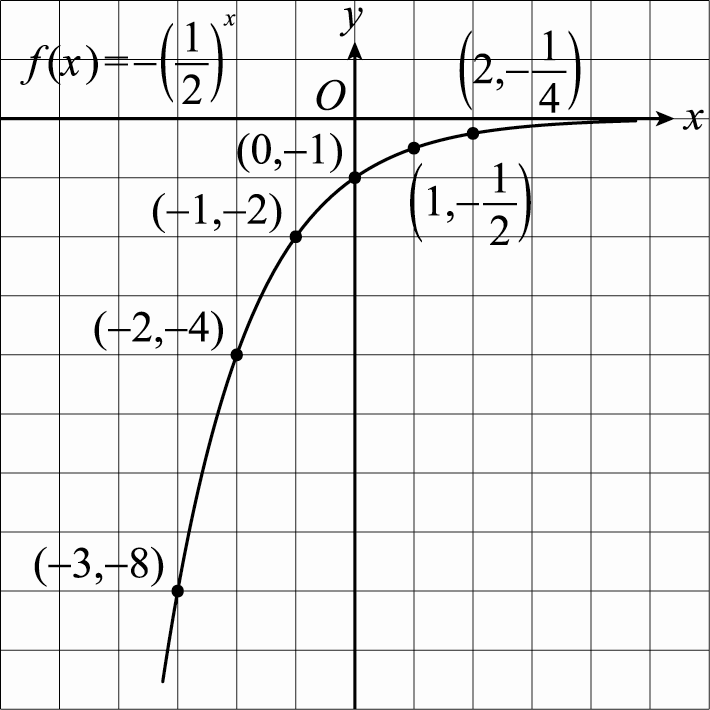 y
f(x)=−(1/2)^x
(2,−1/4)
O
x
(0,−1)
(1,−1/2)
(−1,−2)
(−2,−4)
(−3,−8)